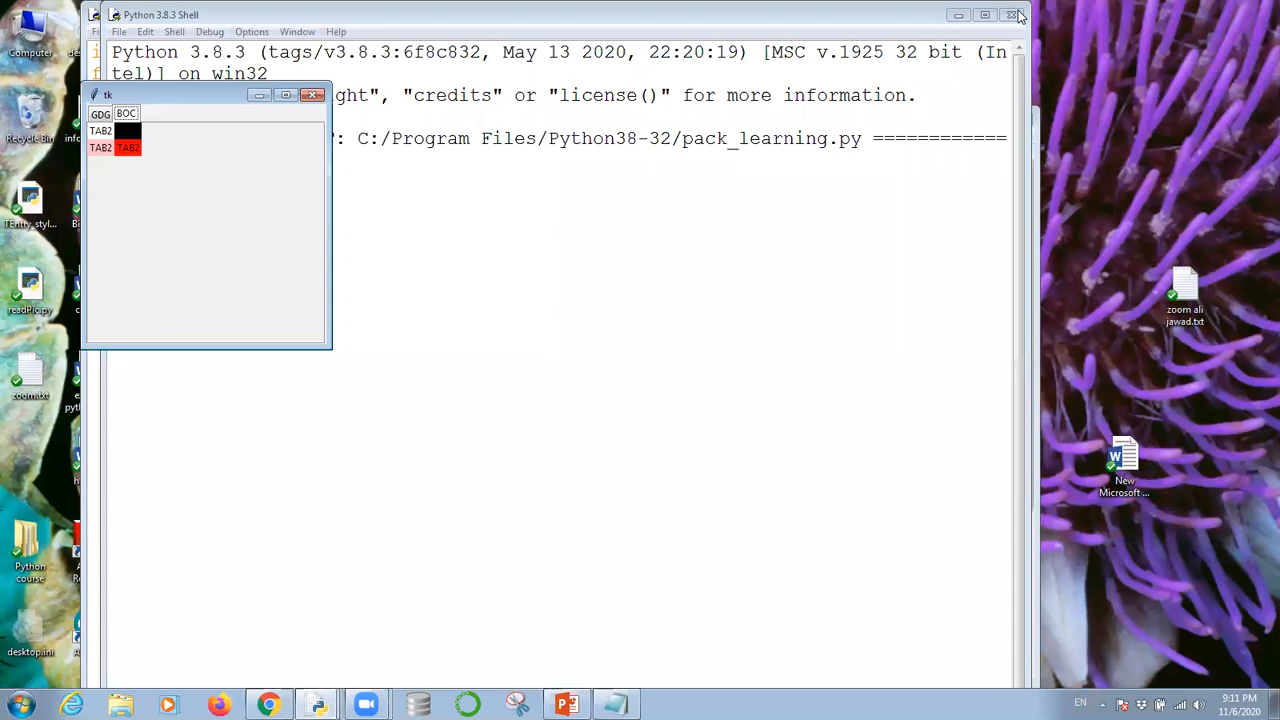 Python 3.8.3 Shell
File Edit Shell Debug Options Window Help
Python 3.8.3 (tags/v3.8.3:6f8c832, May 13 2020, 22:20:19) [MSC v.1925 32 bit (In
tel)] on win32
ght", "credits" or "license()" for more information.
: C:/Program Files/Python38-32/pack_learning.py ============
tk
GDG BOC
TAB2
TAB2 TAB2
Computer
Recycle Bin
TEntry_styl...
readPic.py
zoom.txt
Python
course
desktop.ini
zoom ali
jawad.txt
New
Microsoft ...
EN
9:11 PM
11/6/2020